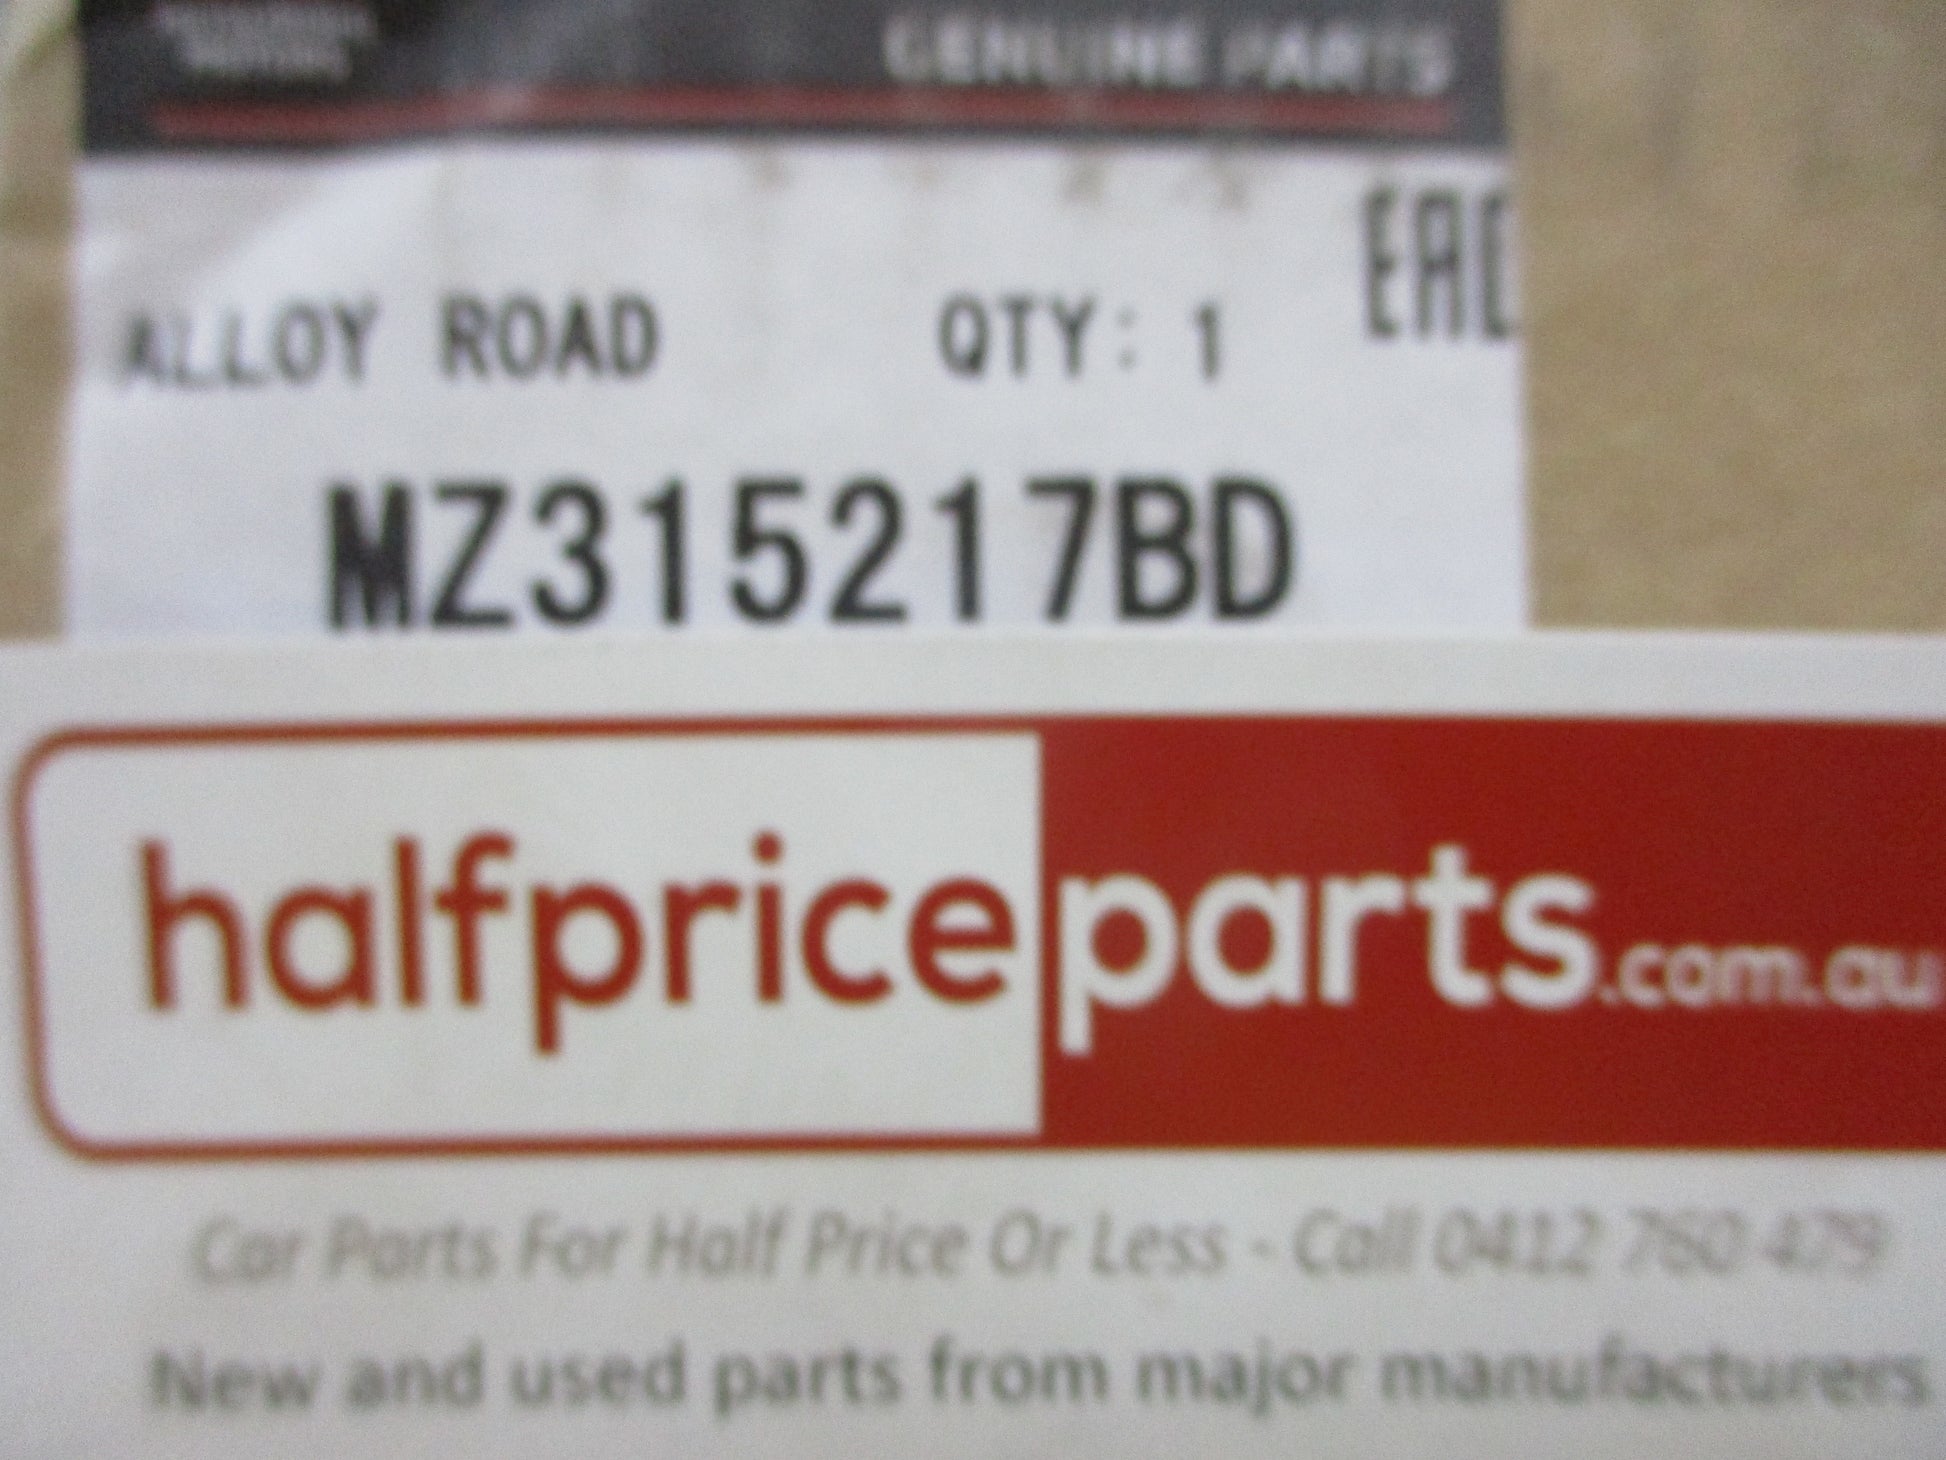 GENUINE PARTS
EAC
ALLOY ROAD QTY: 1
MZ315217BD
halfpriceparts.com.au
Car Parts For Half Price Or Less - Call 0412 760 479
New and used parts from major manufacturers